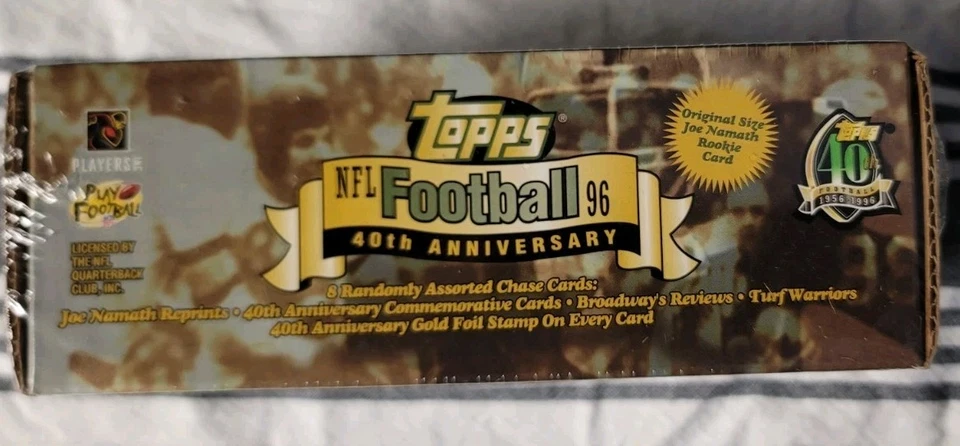 PLAYERS INC
PLAY
FOOTBALL
LICENSED BY
THE NFL
QUARTERBACK
CLUB, INC.
Topps®
NFL Football 96
40th ANNIVERSARY
Original Size
Joe Namath
Rookie
Card
Topps
40th
FOOTBALL
1956-1996
8 Randomly Assorted Chase Cards:
Joe Namath Reprints • 40th Anniversary Commemorative Cards • Broadway's Reviews • Turf Warriors
40th Anniversary Gold Foil Stamp On Every Card